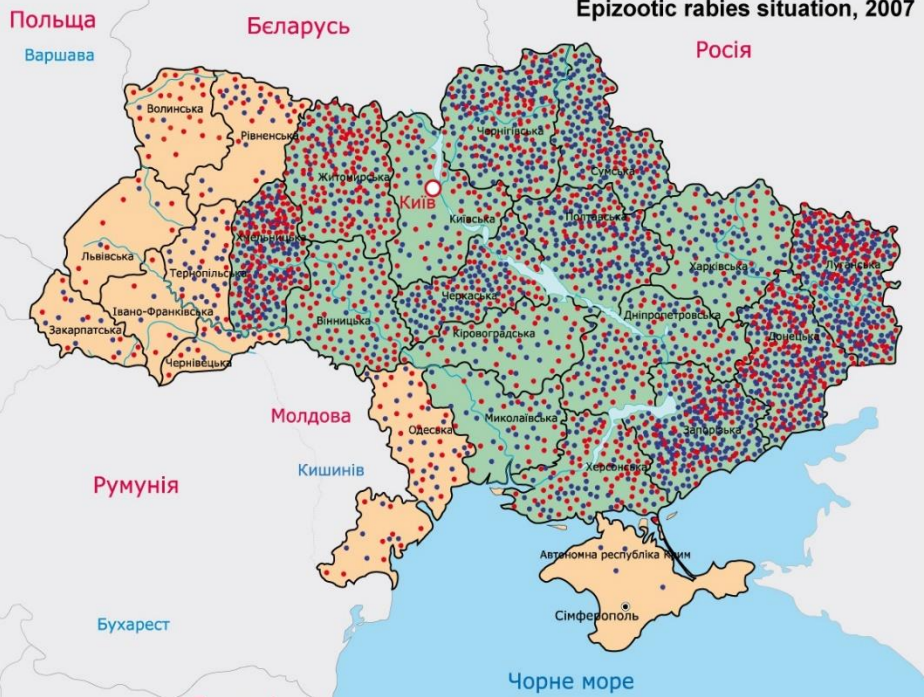 Epizootic rabies situation, 2007
Польща
Бєларусь
Росія
Варшава
Волинська
Рівненська
Чернігівська
Житомирська
Сумська
Київ
Київська
Полтавська
Хмельницька
Львівська
Тернопільська
Харківська
Луганська
Черкаська
Івано-Франківська
Вінницька
Дніпропетровська
Закарпатська
Кіровоградська
Донецька
Чернівецька
Молдова
Одеська
Миколаївська
Запорізька
Кишинів
Херсонська
Румунія
Автономна республіка Крим
Сімферополь
Бухарест
Чорне море